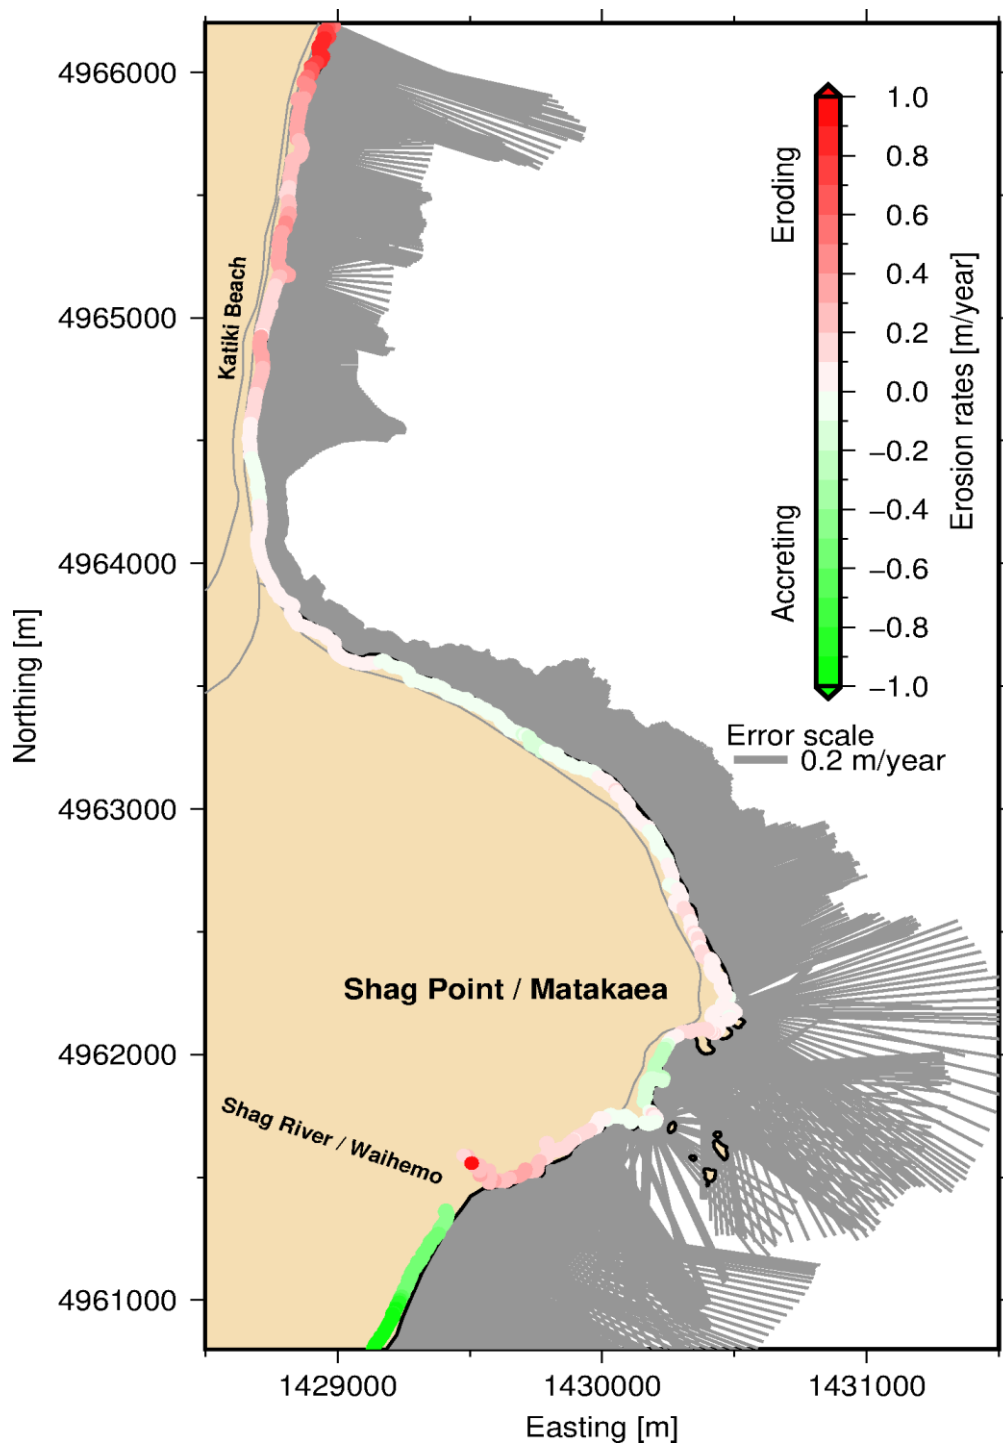 4966000
4965000
4964000
4963000
4962000
4961000
Northing [m]
1429000
1430000
1431000
Easting [m]
Katiki Beach
Shag Point / Matakaea
Shag River / Waihemo
Eroding
Accreting
1.0
0.8
0.6
0.4
0.2
0.0
−0.2
−0.4
−0.6
−0.8
−1.0
Erosion rates [m/year]
Error scale
0.2 m/year